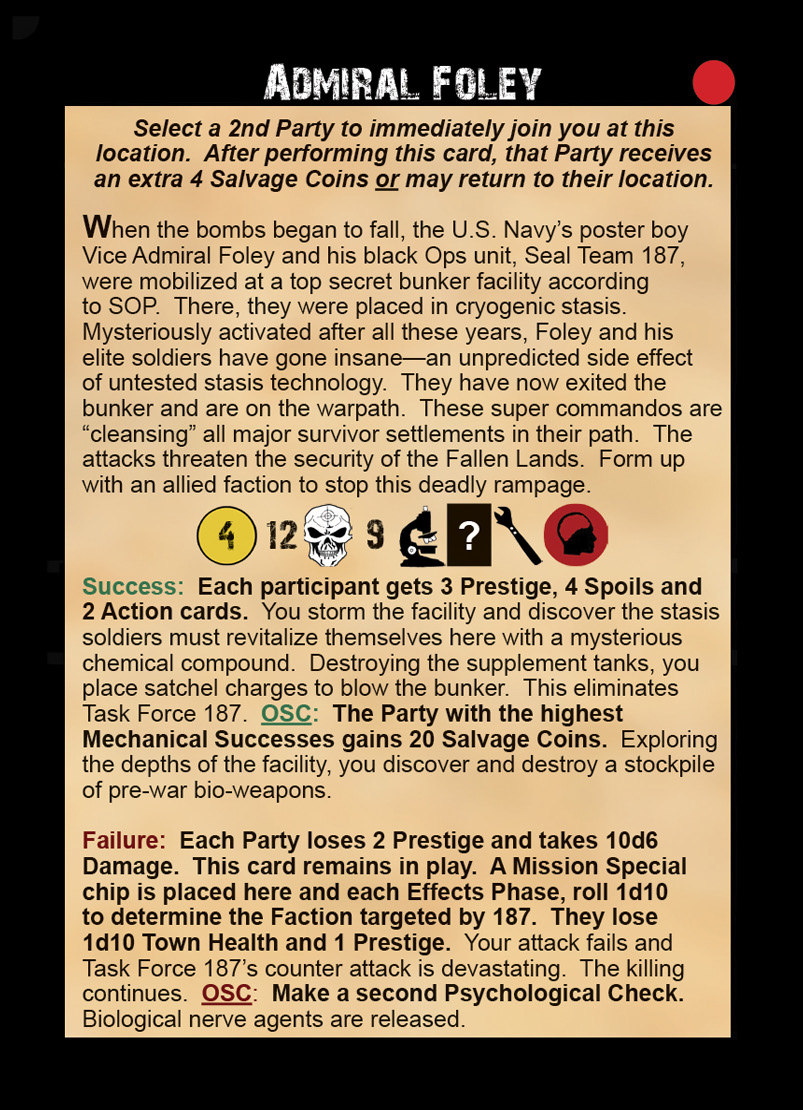 Admiral Foley
Select a 2nd Party to immediately join you at this
location.  After performing this card, that Party receives
an extra 4 Salvage Coins or may return to their location.
When the bombs began to fall, the U.S. Navy’s poster boy
Vice Admiral Foley and his black Ops unit, Seal Team 187,
were mobilized at a top secret bunker facility according
to SOP.  There, they were placed in cryogenic stasis.
Mysteriously activated after all these years, Foley and his
elite soldiers have gone insane—an unpredicted side effect
of untested stasis technology.  They have now exited the
bunker and are on the warpath.  These super commandos are
“cleansing” all major survivor settlements in their path.  The
attacks threaten the security of the Fallen Lands.  Form up
with an allied faction to stop this deadly rampage.
4 12 9 ?
Success:  Each participant gets 3 Prestige, 4 Spoils and
2 Action cards.  You storm the facility and discover the stasis
soldiers must revitalize themselves here with a mysterious
chemical compound.  Destroying the supplement tanks, you
place satchel charges to blow the bunker.  This eliminates
Task Force 187.  OSC:  The Party with the highest
Mechanical Successes gains 20 Salvage Coins.  Exploring
the depths of the facility, you discover and destroy a stockpile
of pre-war bio-weapons.
Failure:  Each Party loses 2 Prestige and takes 10d6
Damage.  This card remains in play.  A Mission Special
chip is placed here and each Effects Phase, roll 1d10
to determine the Faction targeted by 187.  They lose
1d10 Town Health and 1 Prestige.  Your attack fails and
Task Force 187’s counter attack is devastating.  The killing
continues.  OSC:  Make a second Psychological Check.
Biological nerve agents are released.